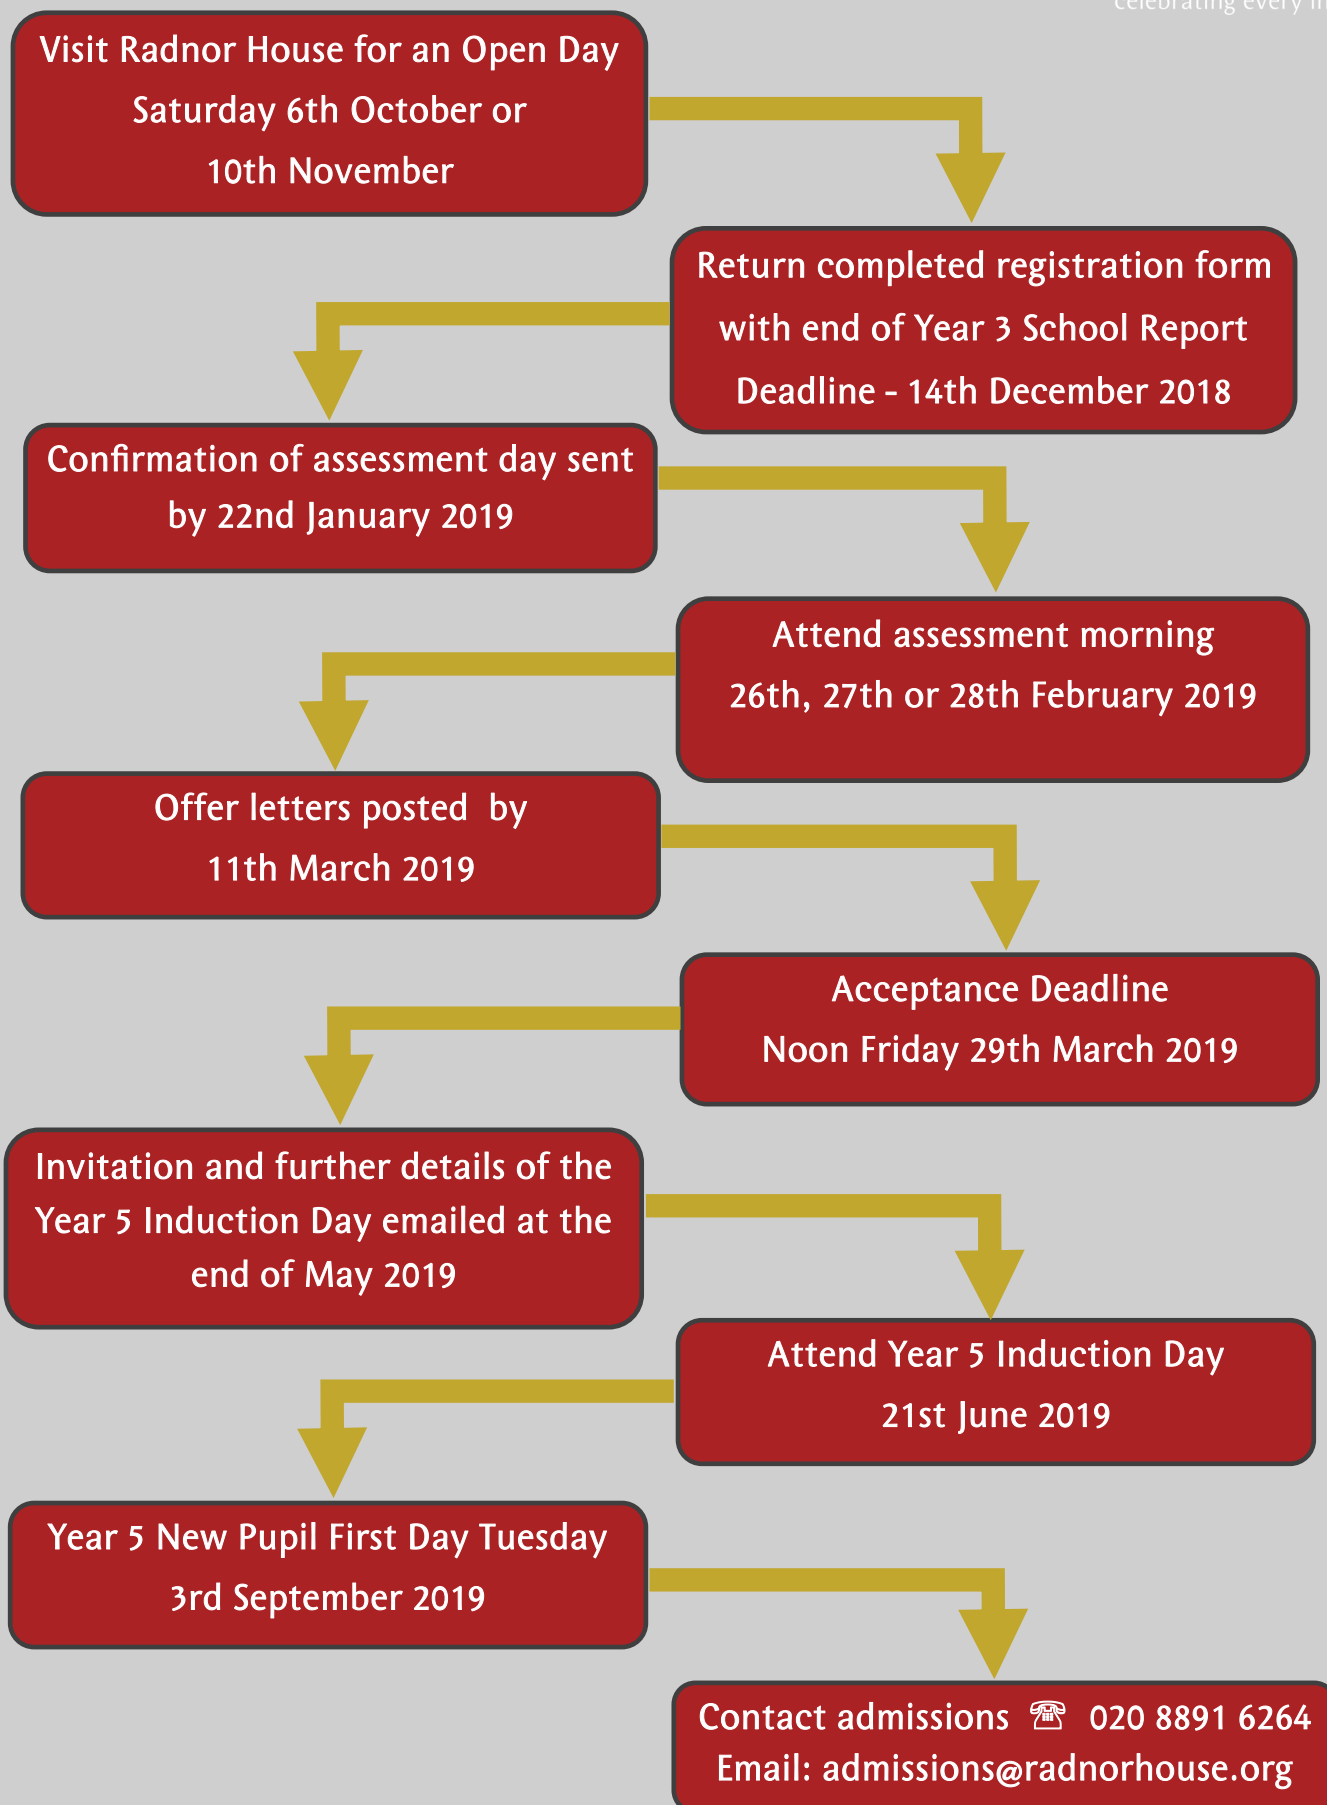 celebrating every
Visit Radnor House for an Open Day
Saturday 6th October or
10th November
Return completed registration form
with end of Year 3 School Report
Deadline - 14th December 2018
Confirmation of assessment day sent
by 22nd January 2019
Attend assessment morning
26th, 27th or 28th February 2019
Offer letters posted by
11th March 2019
Acceptance Deadline
Noon Friday 29th March 2019
Invitation and further details of the
Year 5 Induction Day emailed at the
end of May 2019
Attend Year 5 Induction Day
21st June 2019
Year 5 New Pupil First Day Tuesday
3rd September 2019
Contact admissions ☎ 020 8891 6264
Email: admissions@radnorhouse.org